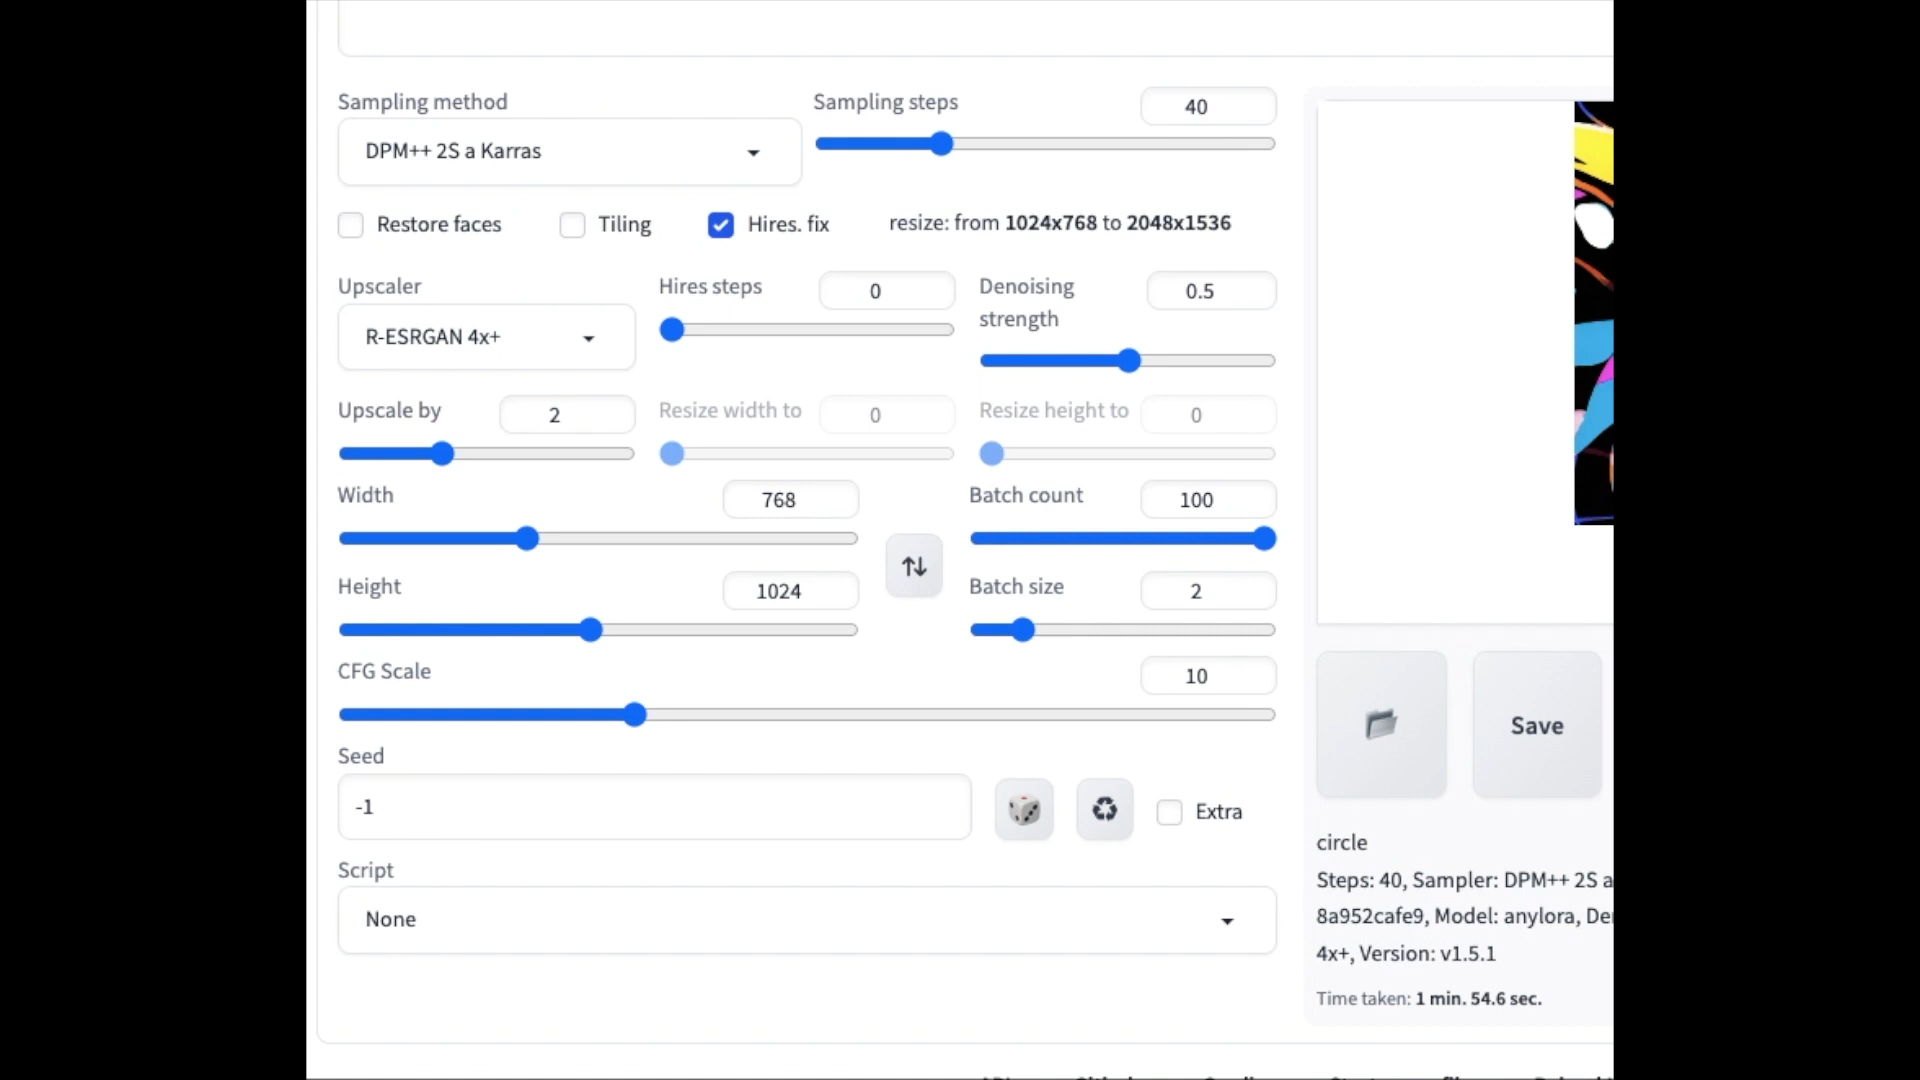 Sampling method
Sampling steps
40
DPM++ 2S a Karras
Restore faces
Tiling
Hires. fix
resize: from 1024x768 to 2048x1536
Upscaler
Hires steps
0
Denoising strength
0.5
R-ESRGAN 4x+
Upscale by
2
Resize width to
0
Resize height to
0
Width
768
Batch count
100
Height
1024
Batch size
2
CFG Scale
10
Seed
-1
Extra
Script
None
Save
circle
Steps: 40, Sampler: DPM++ 2S a
8a952cafe9, Model: anylora, De
4x+, Version: v1.5.1
Time taken: 1 min. 54.6 sec.